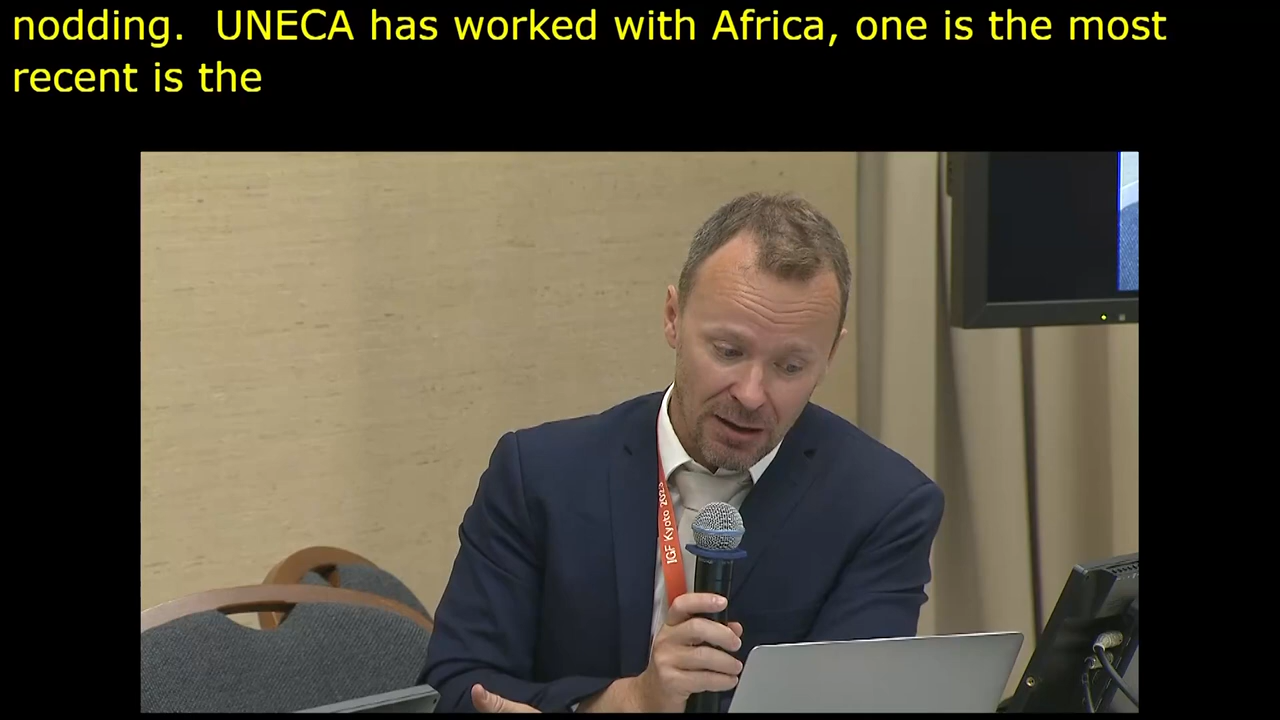 nodding.  UNECA has worked with Africa, one is the most
recent is the
IGF Kyoto 2023